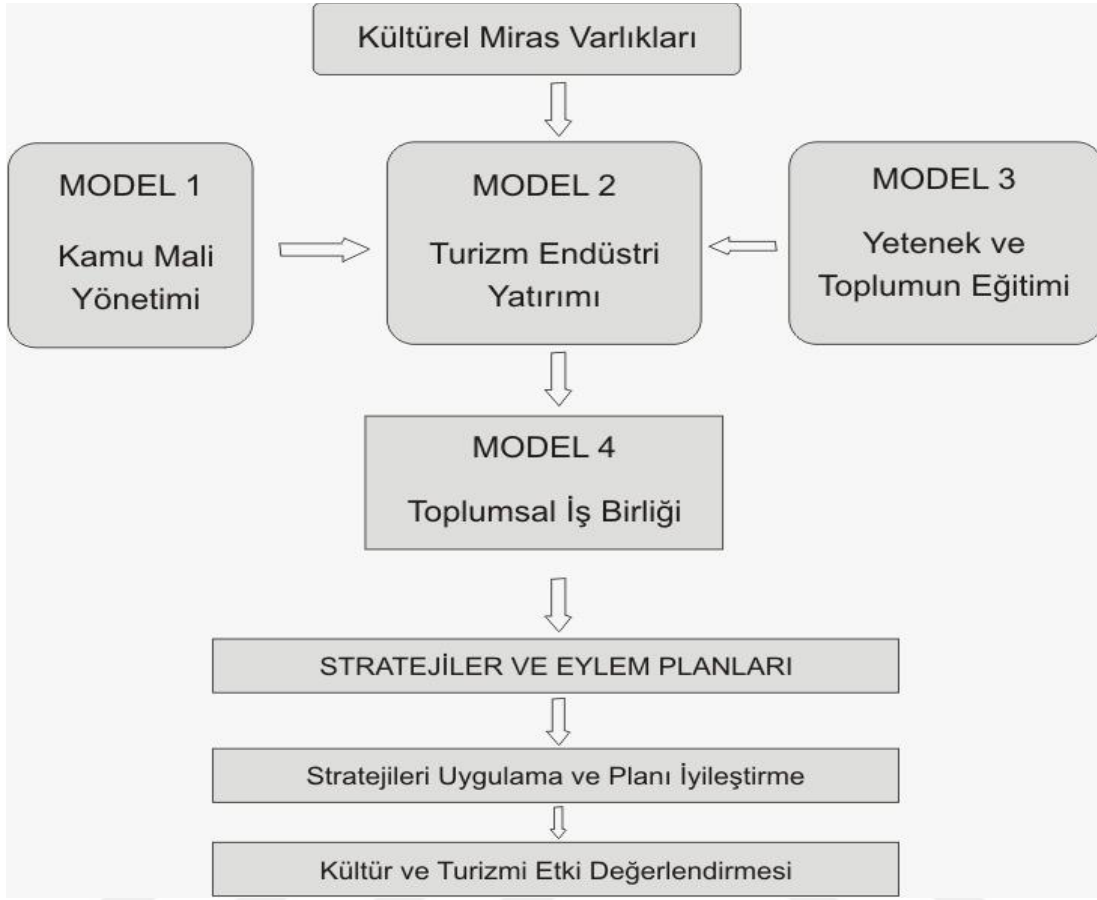 Kültürel Miras Varlıkları
MODEL 1
Kamu Mali
Yönetimi
MODEL 2
Turizm Endüstri
Yatırımı
MODEL 3
Yetenek ve
Toplumun Eğitimi
MODEL 4
Toplumsal İş Birliği
STRATEJİLER VE EYLEM PLANLARI
Stratejileri Uygulama ve Planı İyileştirme
Kültür ve Turizmi Etki Değerlendirmesi